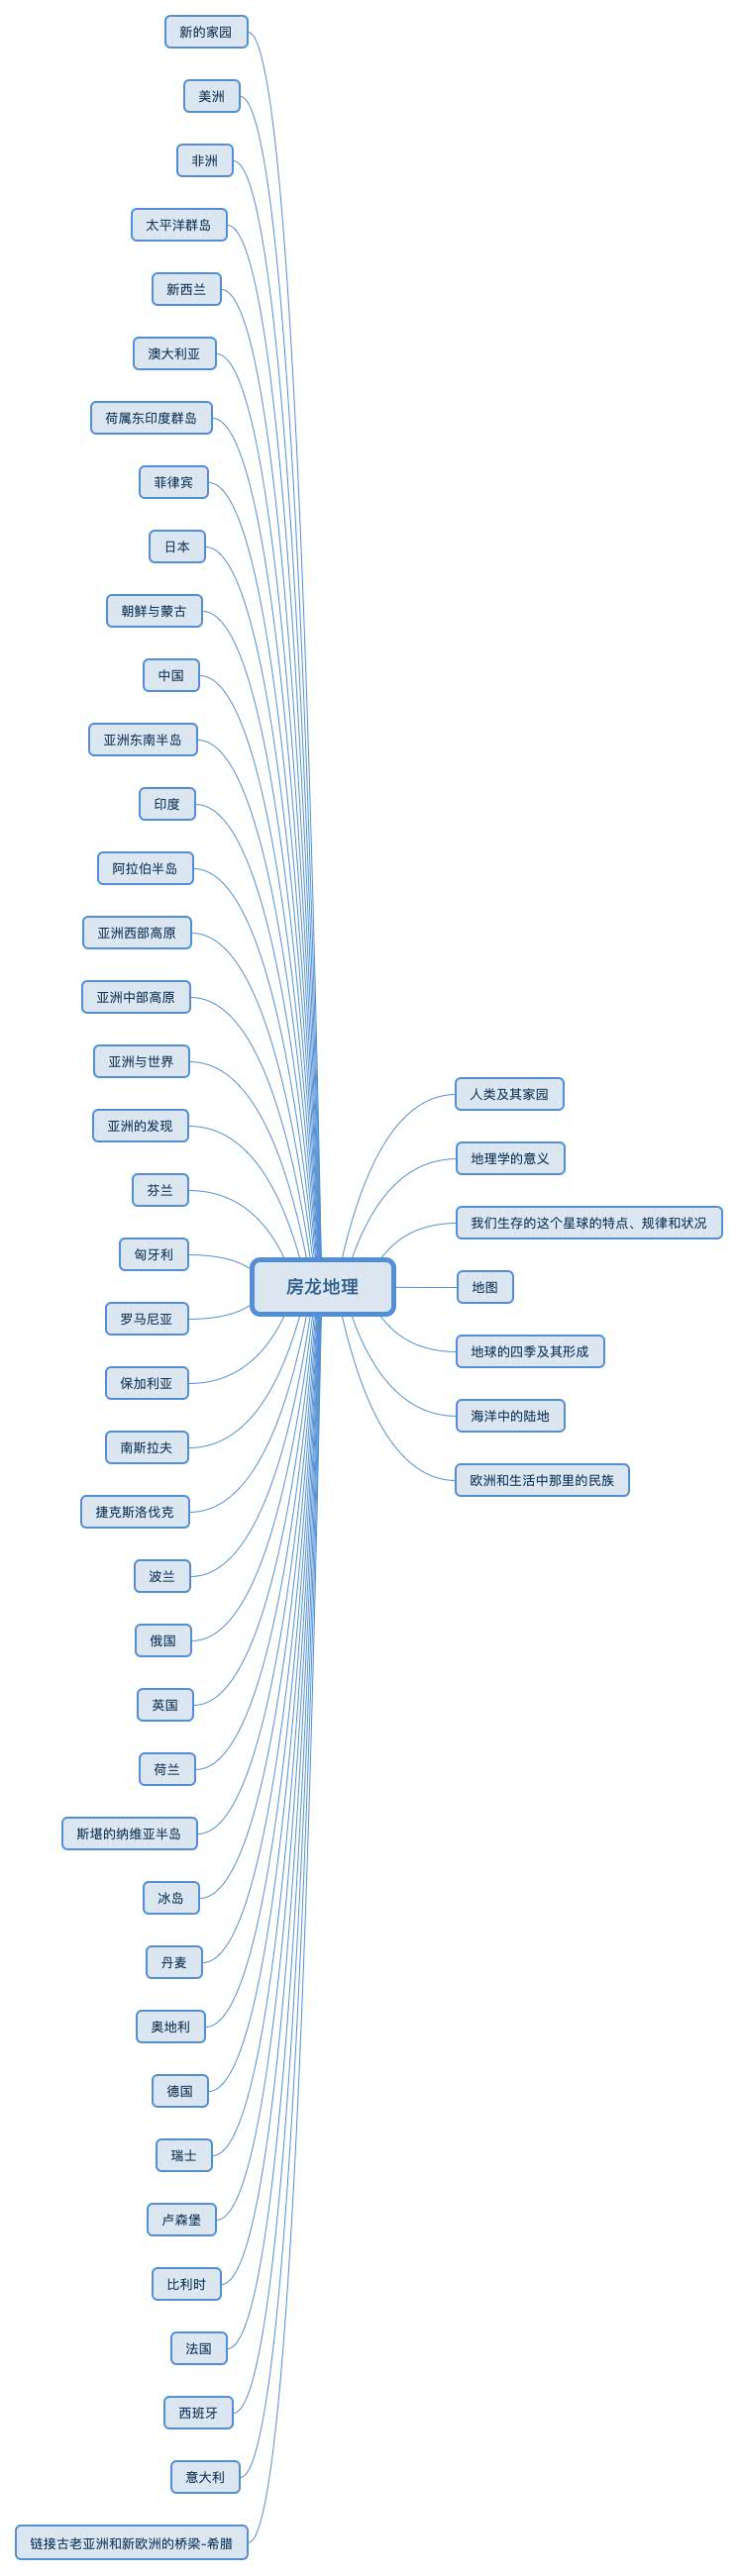 新的家园
美洲
非洲
太平洋群岛
新西兰
澳大利亚
荷属东印度群岛
菲律宾
日本
朝鲜与蒙古
中国
亚洲东南半岛
印度
阿拉伯半岛
亚洲西部高原
亚洲中部高原
亚洲与世界
亚洲的发现
芬兰
匈牙利
罗马尼亚
保加利亚
南斯拉夫
捷克斯洛伐克
波兰
俄国
英国
荷兰
斯堪的纳维亚半岛
冰岛
丹麦
奥地利
德国
瑞士
卢森堡
比利时
法国
西班牙
意大利
链接古老亚洲和新欧洲的桥梁-希腊
房龙地理
人类及其家园
地理学的意义
我们生存的这个星球的特点、规律和状况
地图
地球的四季及其形成
海洋中的陆地
欧洲和生活中那里的民族